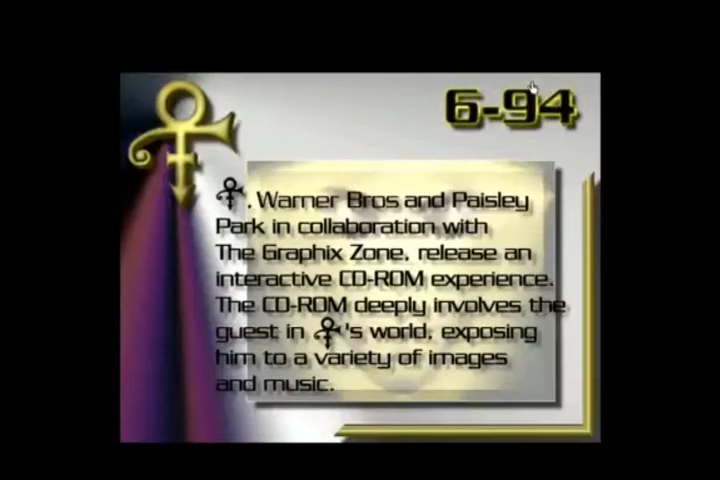 6-94
. Warner Bros and Paisley
Park in collaboration with
The Graphix Zone, release an
interactive CD-ROM experience.
The CD-ROM deeply involves the
guest in 's world, exposing
him to a variety of images
and music.